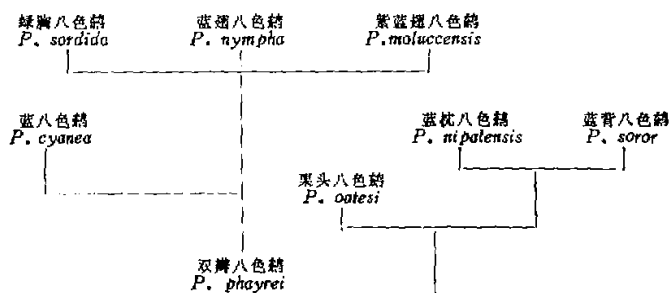 绿胸八色鸫
P. sordida
蓝翅八色鸫
P. nympha
紫蓝翅八色鸫
P. moluccensis
蓝八色鸫
P. cyanea
蓝枕八色鸫
P. nipalensis
蓝背八色鸫
P. soror
栗头八色鸫
P. oatesi
双辫八色鸫
P. phayrei